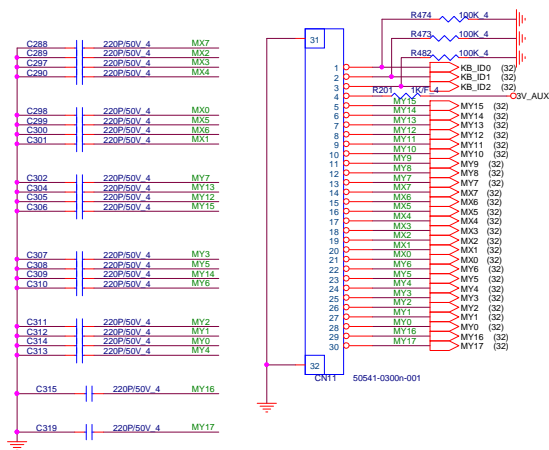 C288 220P/50V_4 MX7
C289 220P/50V_4 MX2
C297 220P/50V_4 MX3
C290 220P/50V_4 MX4
C298 220P/50V_4 MX0
C299 220P/50V_4 MX5
C300 220P/50V_4 MX6
C301 220P/50V_4 MX1
C302 220P/50V_4 MY7
C304 220P/50V_4 MY13
C305 220P/50V_4 MY12
C306 220P/50V_4 MY15
C307 220P/50V_4 MY3
C308 220P/50V_4 MY5
C309 220P/50V_4 MY14
C310 220P/50V_4 MY6
C311 220P/50V_4 MY2
C312 220P/50V_4 MY1
C314 220P/50V_4 MY0
C313 220P/50V_4 MY4
C315 220P/50V_4 MY16
C319 220P/50V_4 MY17
R474 100K_4
R473 100K_4
R482 100K_4
31
1 KB_ID0 (32)
2 KB_ID1 (32)
3 KB_ID2 (32)
4 R201 1K/F_4 3V_AUX
5 MY15 MY15 (32)
6 MY14 MY14 (32)
7 MY13 MY13 (32)
8 MY12 MY12 (32)
9 MY11 MY11 (32)
10 MY10 MY10 (32)
11 MY9 MY9 (32)
12 MY8 MY8 (32)
13 MY7 MY7 (32)
14 MX7 MX7 (32)
15 MX6 MX6 (32)
16 MX5 MX5 (32)
17 MX4 MX4 (32)
18 MX3 MX3 (32)
19 MX2 MX2 (32)
20 MX1 MX1 (32)
21 MX0 MX0 (32)
22 MY6 MY6 (32)
23 MY5 MY5 (32)
24 MY4 MY4 (32)
25 MY3 MY3 (32)
26 MY2 MY2 (32)
27 MY1 MY1 (32)
28 MY0 MY0 (32)
29 MY16 MY16 (32)
30 MY17 MY17 (32)
32
CN11 50541-0300n-001